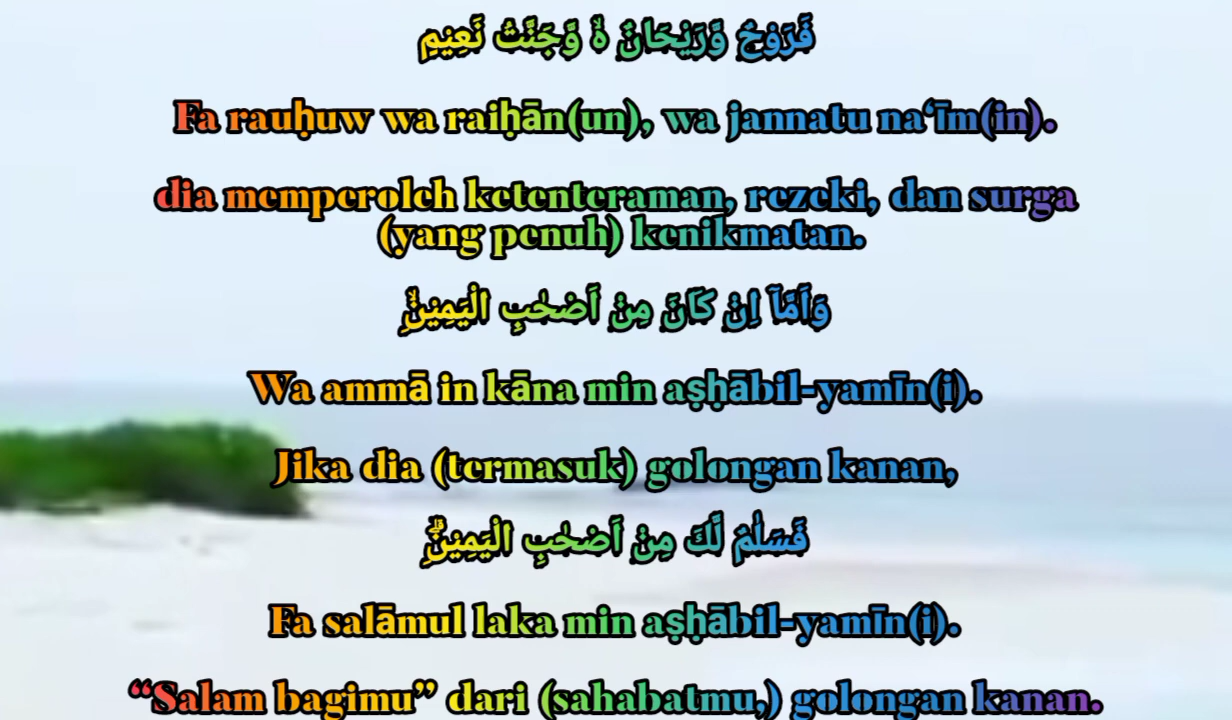 فَرَوْحٌ وَّرَيْحَانٌ ەۙ وَّجَنَّتُ نَعِيْمٍ
Fa rauḥuw wa raiḥān(un), wa jannatu na‘īm(in).
dia memperoleh ketenteraman, rezeki, dan surga
(yang penuh) kenikmatan.
وَاَمَّآ اِنْ كَانَ مِنْ اَصْحٰبِ الْيَمِيْنِۙ
Wa ammā in kāna min aṣḥābil-yamīn(i).
Jika dia (termasuk) golongan kanan,
فَسَلٰمٌ لَّكَ مِنْ اَصْحٰبِ الْيَمِيْنِۗ
Fa salāmul laka min aṣḥābil-yamīn(i).
“Salam bagimu” dari (sahabatmu,) golongan kanan.